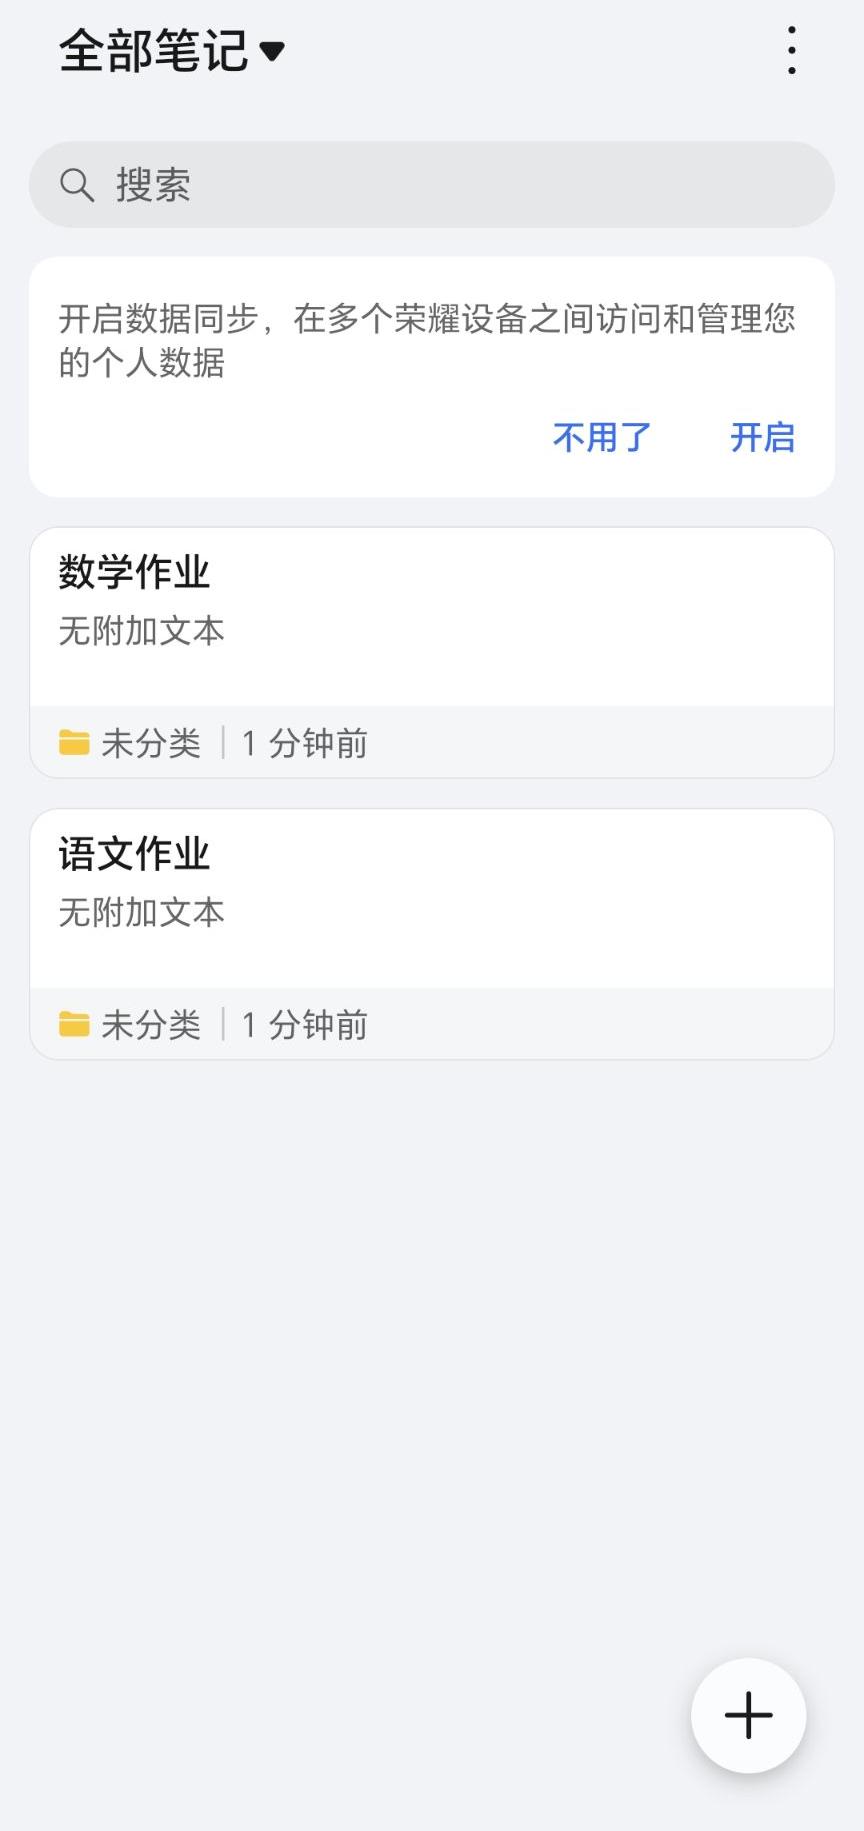 全部笔记
搜索
开启数据同步，在多个荣耀设备之间访问和管理您
的个人数据
不用了 开启
数学作业
无附加文本
未分类 | 1 分钟前
语文作业
无附加文本
未分类 | 1 分钟前